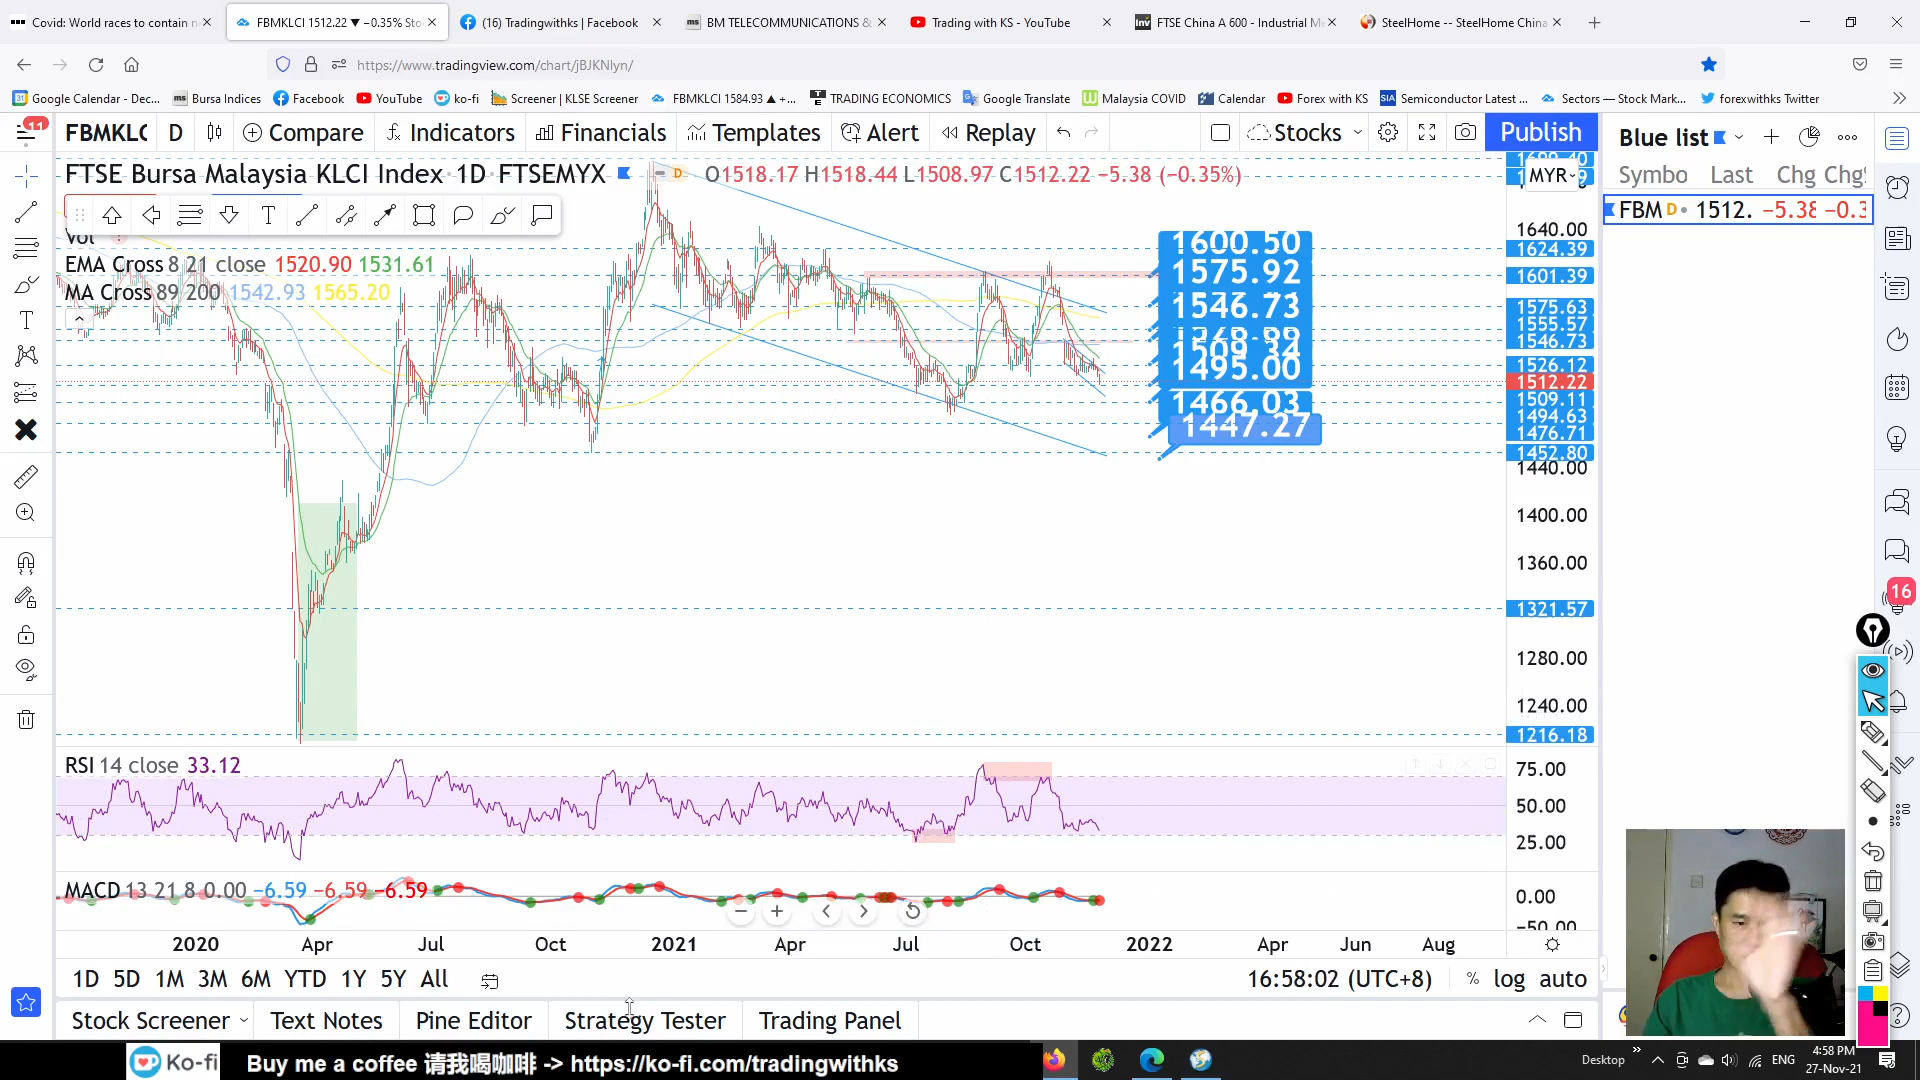 Covid: World races to contain n
FBMKLCI 1512.22 ▼ −0.35% Sto
(16) Tradingwithks | Facebook
BM TELECOMMUNICATIONS &
Trading with KS - YouTube
FTSE China A 600 - Industrial Me
SteelHome -- SteelHome China
https://www.tradingview.com/chart/jBJKNlyn/
Google Calendar - Dec...
Bursa Indices
Facebook
YouTube
ko-fi
Screener | KLSE Screener
FBMKLCI 1584.93 ▲ +...
TRADING ECONOMICS
Google Translate
Malaysia COVID
Calendar
Forex with KS
Semiconductor Latest ...
Sectors — Stock Mark...
forexwithks Twitter
11
FBMKLC
D
Compare
Indicators
Financials
Templates
Alert
Replay
Stocks
Publish
Blue list
Symbo Last Chg Chg%
FBM D 1512. −5.38 −0.3
FTSE Bursa Malaysia KLCI Index 1D FTSEMYX
D
O1518.17 H1518.44 L1508.97 C1512.22 −5.38 (−0.35%)
MYR
Vol
EMA Cross 8 21 close 1520.90 1531.61
MA Cross 89 200 1542.93 1565.20
1600.50
1575.92
1546.73
1495.00
1466.03
1447.27
1640.00
1624.39
1601.39
1575.63
1555.57
1546.73
1526.12
1512.22
1509.11
1494.63
1476.71
1452.80
1440.00
1400.00
1360.00
1321.57
1280.00
1240.00
1216.18
16
RSI 14 close 33.12
75.00
50.00
25.00
MACD 13 21 8 0.00 −6.59 −6.59 −6.59
0.00
−50.00
2020 Apr Jul Oct 2021 Apr Jul Oct 2022 Apr Jun Aug
1D 5D 1M 3M 6M YTD 1Y 5Y All
16:58:02 (UTC+8)
% log auto
Stock Screener
Text Notes
Pine Editor
Strategy Tester
Trading Panel
Ko-fi
Buy me a coffee 请我喝咖啡 -> https://ko-fi.com/tradingwithks
Desktop
ENG
4:58 PM
27-Nov-21